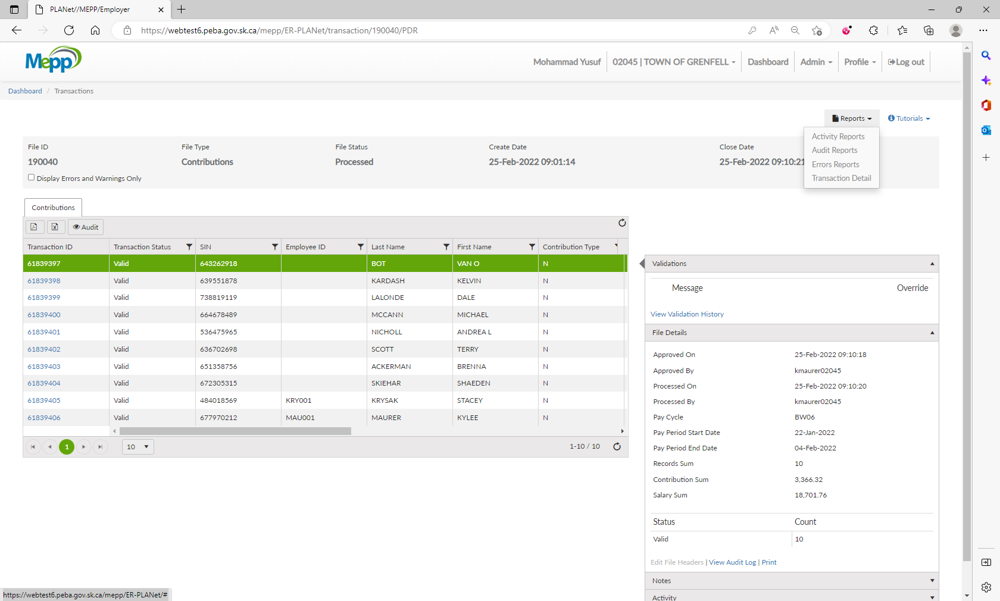 PLANet//MEPP/Employer
https://webtest6.peba.gov.sk.ca/mepp/ER-PLANet/transaction/190040/PDR
Mepp
Mohammad Yusuf
02045 | TOWN OF GRENFELL
Dashboard
Admin
Profile
Log out
Dashboard / Transactions
Reports
Tutorials
Activity Reports
Audit Reports
Errors Reports
Transaction Detail
File ID File Type File Status Create Date Close Date
190040 Contributions Processed 25-Feb-2022 09:01:14 25-Feb-2022 09:10:21
Display Errors and Warnings Only
Contributions
Audit
Transaction ID Transaction Status SIN Employee ID Last Name First Name Contribution Type
61839397 Valid 643262918 BOT VAN O N
61839398 Valid 639551878 KARDASH KELVIN N
61839399 Valid 738819119 LALONDE DALE N
61839400 Valid 664678489 MCCANN MICHAEL N
61839401 Valid 536475965 NICHOLL ANDREA L N
61839402 Valid 636702698 SCOTT TERRY N
61839403 Valid 651358756 ACKERMAN BRENNA N
61839404 Valid 672305315 SKIEHAR SHAEDEN N
61839405 Valid 484018569 KRY001 KRYSAK STACEY N
61839406 Valid 677970212 MAU001 MAURER KYLEE N
1 10 1-10 / 10
Validations
Message Override
View Validation History
File Details
Approved On 25-Feb-2022 09:10:18
Approved By kmaurer02045
Processed On 25-Feb-2022 09:10:20
Processed By kmaurer02045
Pay Cycle BW06
Pay Period Start Date 22-Jan-2022
Pay Period End Date 04-Feb-2022
Records Sum 10
Contribution Sum 3,366.32
Salary Sum 18,701.76
Status Count
Valid 10
Edit File Headers | View Audit Log | Print
Notes
Activity
https://webtest6.peba.gov.sk.ca/mepp/ER-PLANet/#